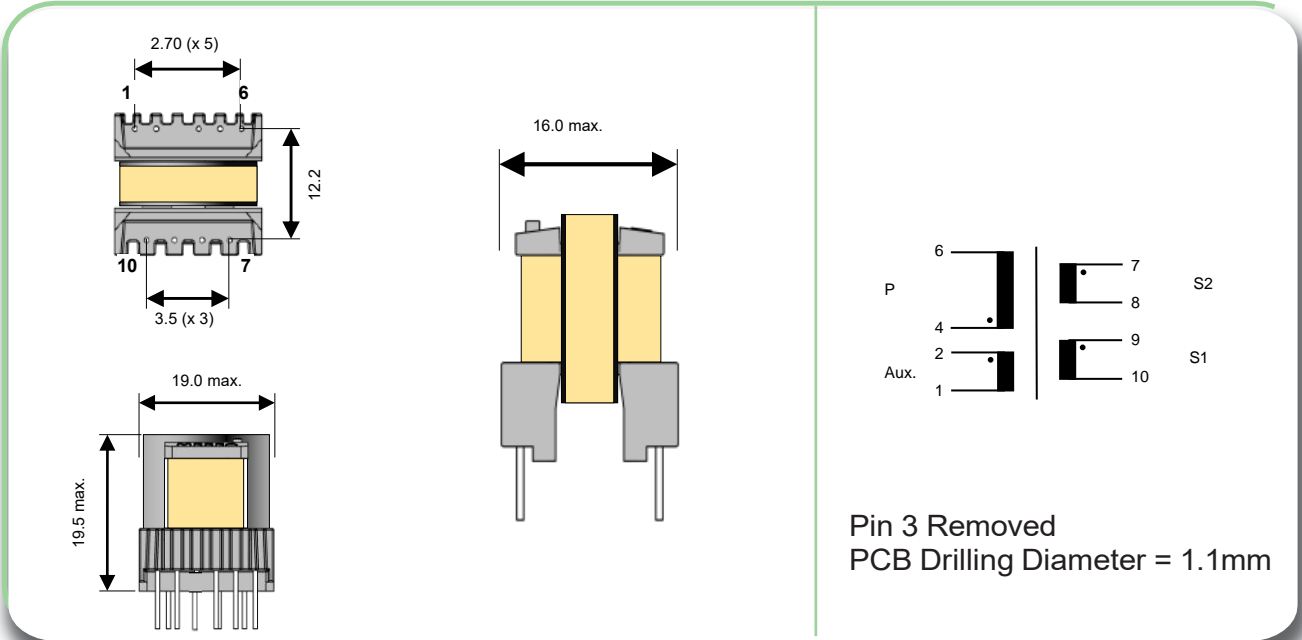 2.70 (x 5)
1
6
12.2
10
7
3.5 (x 3)
19.0 max.
19.5 max.
16.0 max.
6
P
4
2
Aux.
1
7
S2
8
9
S1
10
Pin 3 Removed
PCB Drilling Diameter = 1.1mm